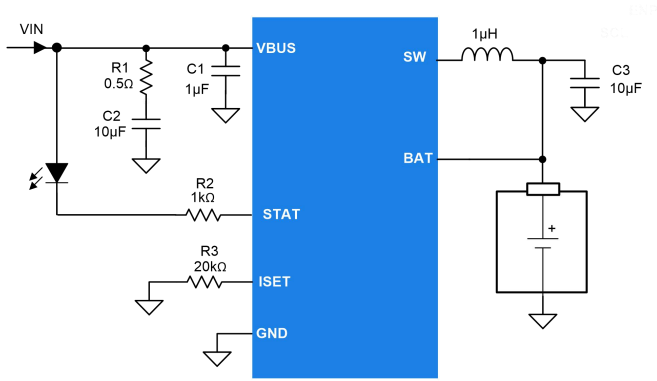 VIN
VBUS
R1
0.5Ω
C1
1µF
C2
10µF
SW
1µH
C3
10µF
BAT
+
R2
1kΩ
STAT
R3
20kΩ
ISET
GND